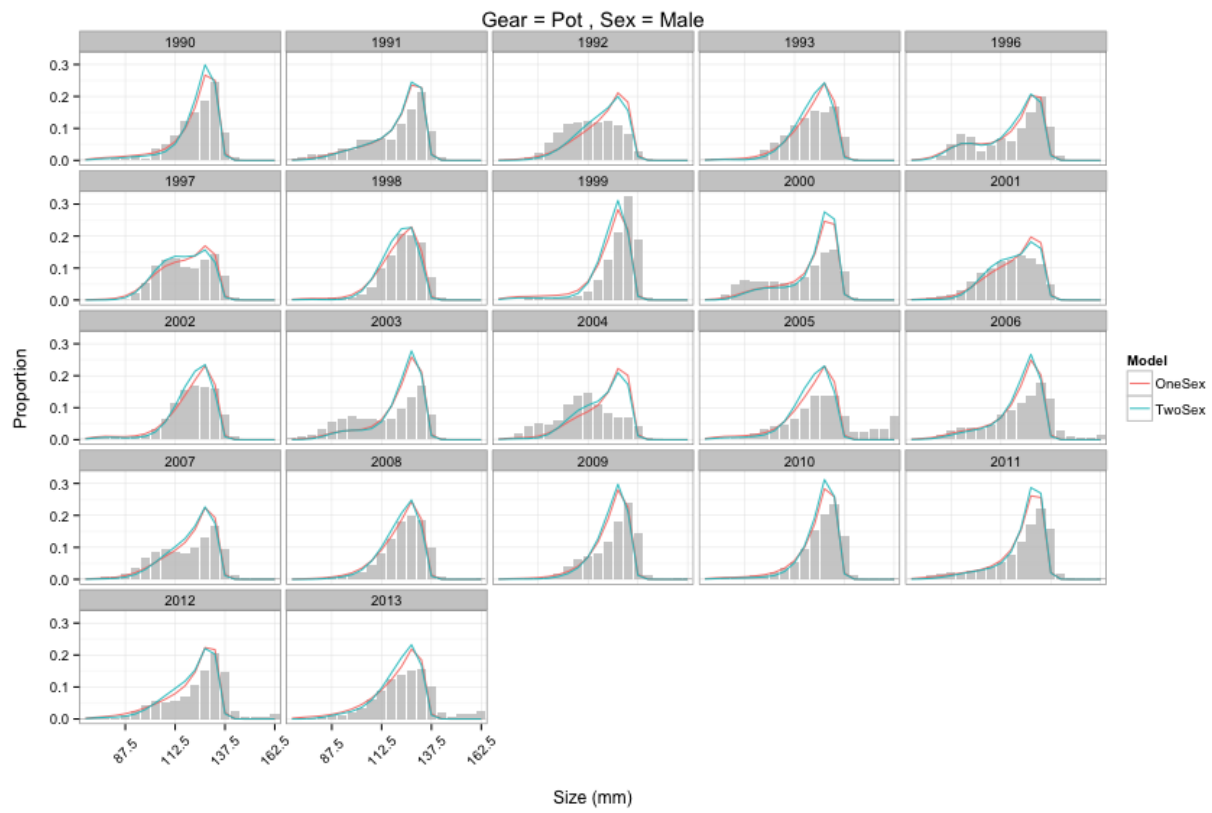 Gear = Pot , Sex = Male
1990 1991 1992 1993 1996
0.3
0.2
0.1
0.0
1997 1998 1999 2000 2001
0.3
0.2
0.1
0.0
2002 2003 2004 2005 2006
0.3
0.2
0.1
0.0
2007 2008 2009 2010 2011
0.3
0.2
0.1
0.0
2012 2013
0.3
0.2
0.1
0.0
87.5 112.5 137.5 162.5 87.5 112.5 137.5 162.5
Size (mm)
Proportion
Model
OneSex
TwoSex